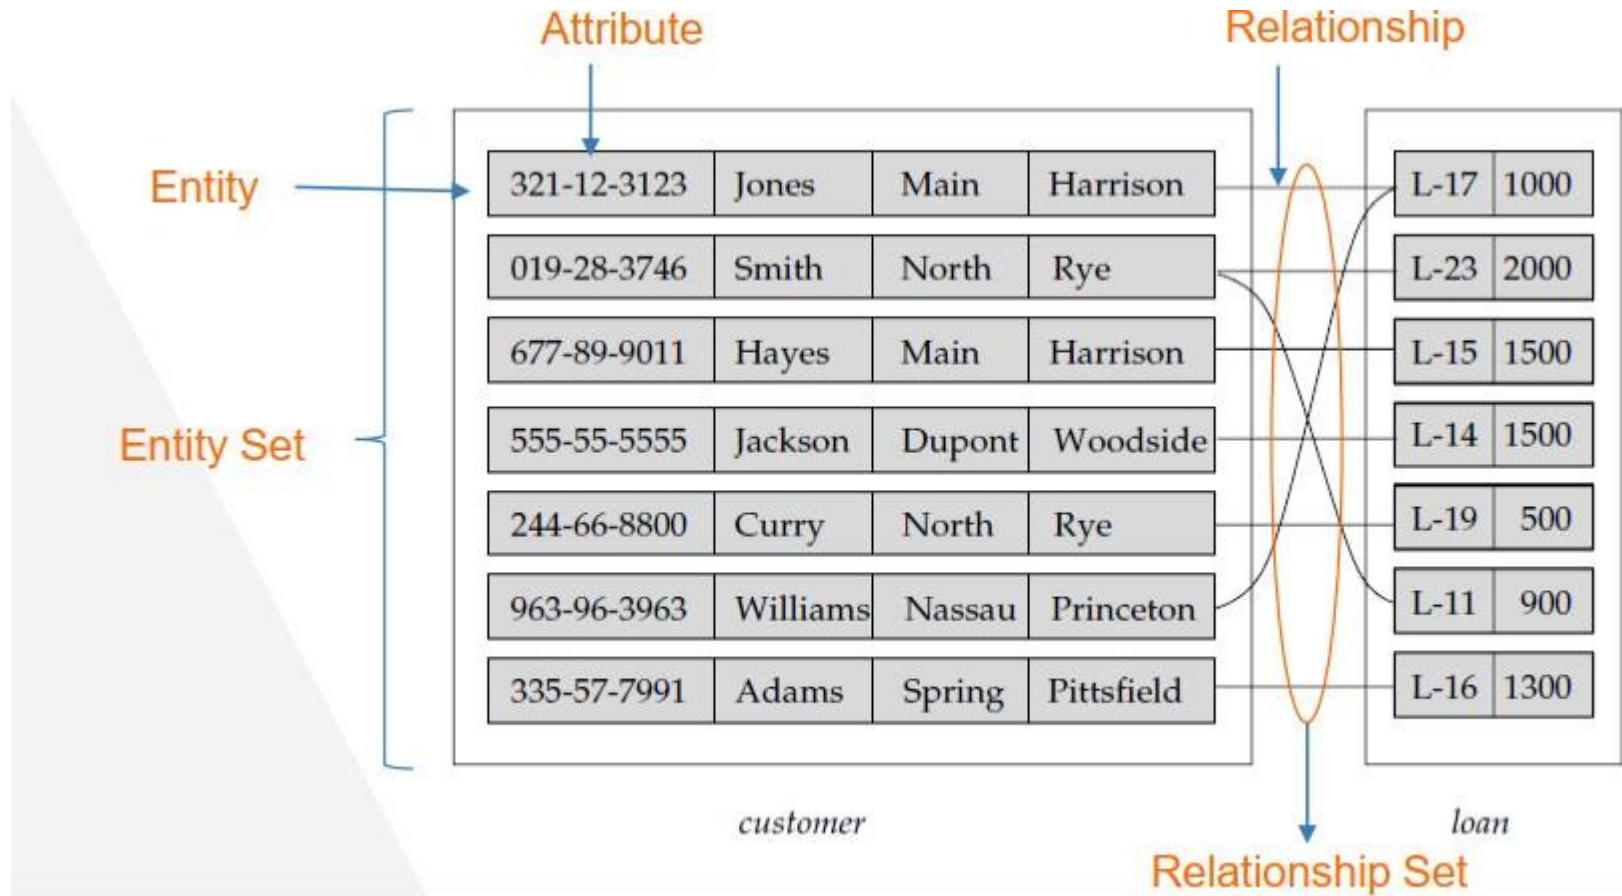 Attribute
Relationship
Entity
Entity Set
321-12-3123 Jones Main Harrison
019-28-3746 Smith North Rye
677-89-9011 Hayes Main Harrison
555-55-5555 Jackson Dupont Woodside
244-66-8800 Curry North Rye
963-96-3963 Williams Nassau Princeton
335-57-7991 Adams Spring Pittsfield
customer
L-17 1000
L-23 2000
L-15 1500
L-14 1500
L-19 500
L-11 900
L-16 1300
loan
Relationship Set